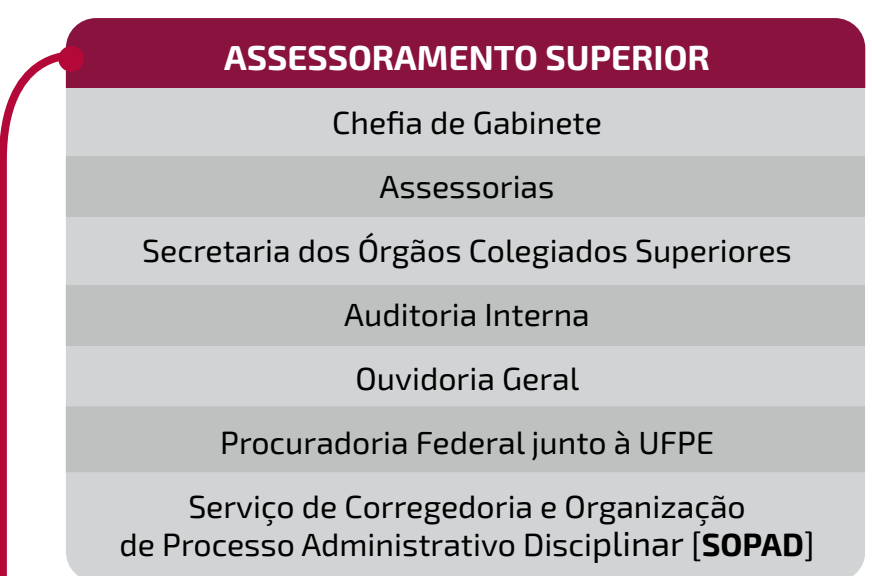 ASSESSORAMENTO SUPERIOR
Chefia de Gabinete
Assessorias
Secretaria dos Órgãos Colegiados Superiores
Auditoria Interna
Ouvidoria Geral
Procuradoria Federal junto à UFPE
Serviço de Corregedoria e Organização
de Processo Administrativo Disciplinar [SOPAD]